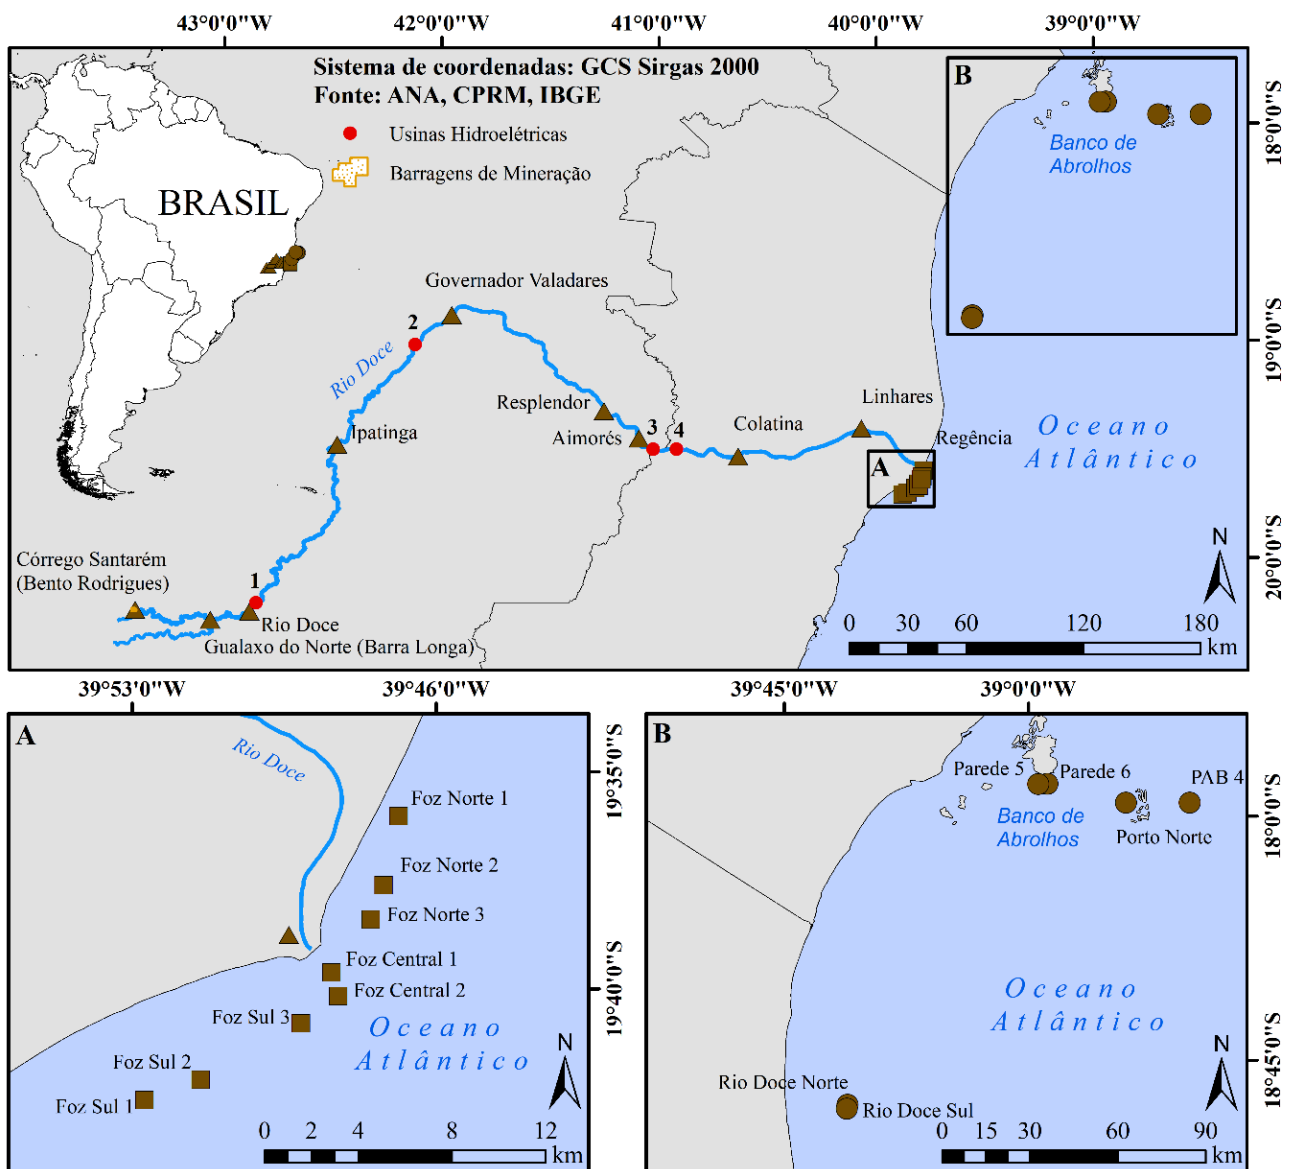 43°0'0"W
42°0'0"W
41°0'0"W
40°0'0"W
39°0'0"W
Sistema de coordenadas: GCS Sirgas 2000
Fonte: ANA, CPRM, IBGE
Usinas Hidroelétricas
Barragens de Mineração
BRASIL
B
Banco de
Abrolhos
18°0'0"S
Governador Valadares
2
Rio Doce
19°0'0"S
Resplendor
Linhares
Ipatinga
Aimorés
3
4
Colatina
Regência
A
Oceano
Atlântico
Córrego Santarém
(Bento Rodrigues)
1
Rio Doce
Gualaxo do Norte (Barra Longa)
N
20°0'0"S
0 30 60 120 180
km
39°53'0"W
39°46'0"W
A
Rio Doce
19°35'0"S
Foz Norte 1
Foz Norte 2
Foz Norte 3
Foz Central 1
Foz Central 2
19°40'0"S
Foz Sul 3
Oceano
Atlântico
Foz Sul 2
Foz Sul 1
N
0 2 4 8 12
km
39°45'0"W
39°0'0"W
B
Parede 5
Parede 6
PAB 4
Banco de
Abrolhos
Porto Norte
18°0'0"S
Oceano
Atlântico
Rio Doce Norte
Rio Doce Sul
N
18°45'0"S
0 15 30 60 90
km